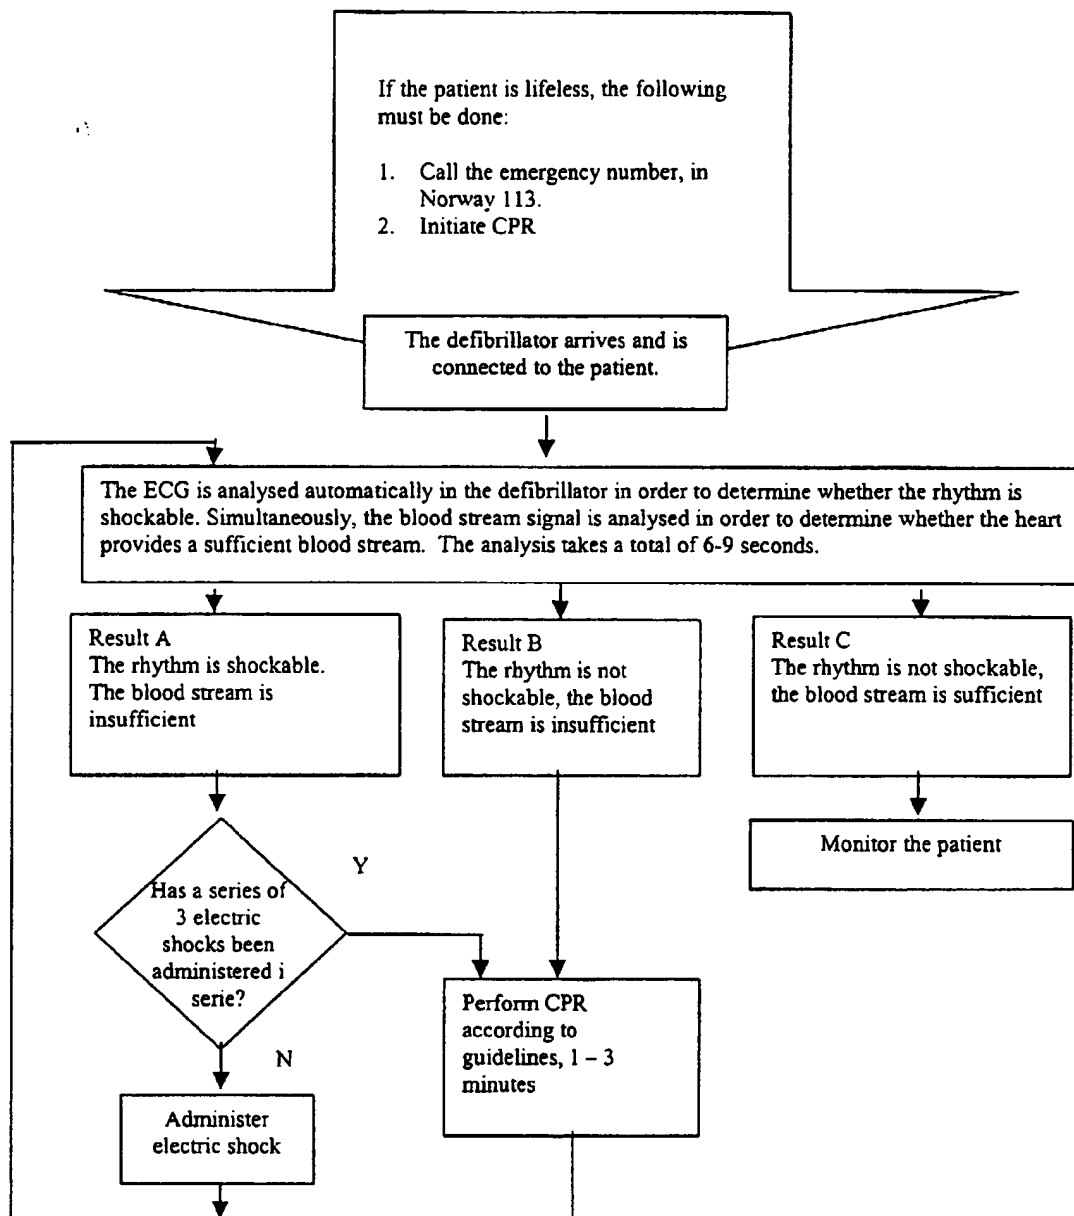 If the patient is lifeless, the following
must be done:
1. Call the emergency number, in
Norway 113.
2. Initiate CPR
The defibrillator arrives and is
connected to the patient.
The ECG is analysed automatically in the defibrillator in order to determine whether the rhythm is
shockable. Simultaneously, the blood stream signal is analysed in order to determine whether the heart
provides a sufficient blood stream. The analysis takes a total of 6-9 seconds.
Result A
The rhythm is shockable.
The blood stream is
insufficient
Result B
The rhythm is not
shockable, the blood
stream is insufficient
Result C
The rhythm is not shockable,
the blood stream is sufficient
Monitor the patient
Y
Has a series of
3 electric
shocks been
administered i
serie?
N
Perform CPR
according to
guidelines, 1 – 3
minutes
Administer
electric shock